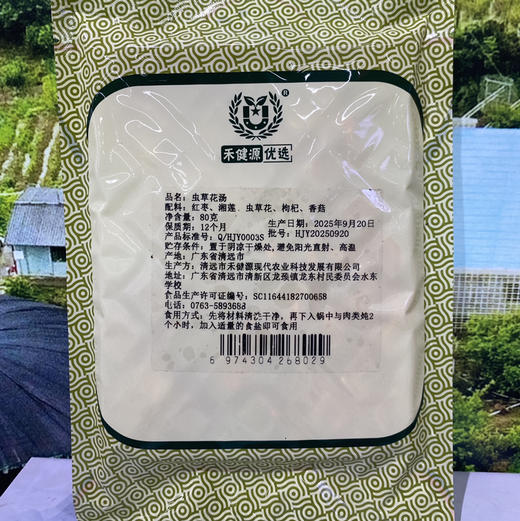 ®
禾健源优选
品名：虫草花汤
配料：红枣、湘莲、虫草花、枸杞、香菇
净含量：80克
保质期：12个月 生产日期：2025年9月20日
产品标准号：Q/HJY0003S 批号：HJY20250920
贮存条件：置于阴凉干燥处,避免阳光直射、高温
产地：广东省清远市
生产方：清远市禾健源现代农业科技发展有限公司
地址：广东省清远市清新区龙颈镇龙东村民委员会水东
学校
食品生产许可证编号：SC11644182700658
电话：0763-5893688
食用方式：先将材料清洗干净，再下入锅中与肉类炖2
个小时，加入适量的食盐即可食用
6 974304 268029